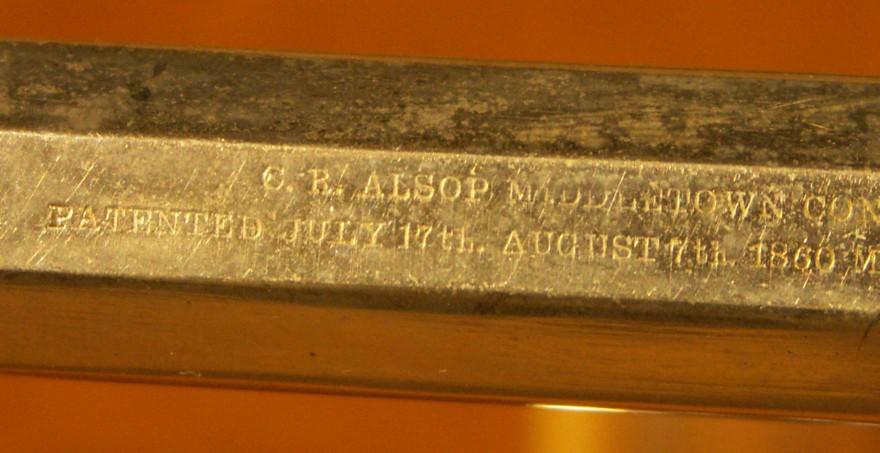 C. R. ALSOP MIDDLETOWN CON
PATENTED JULY 17th. AUGUST 7th. 1860 M